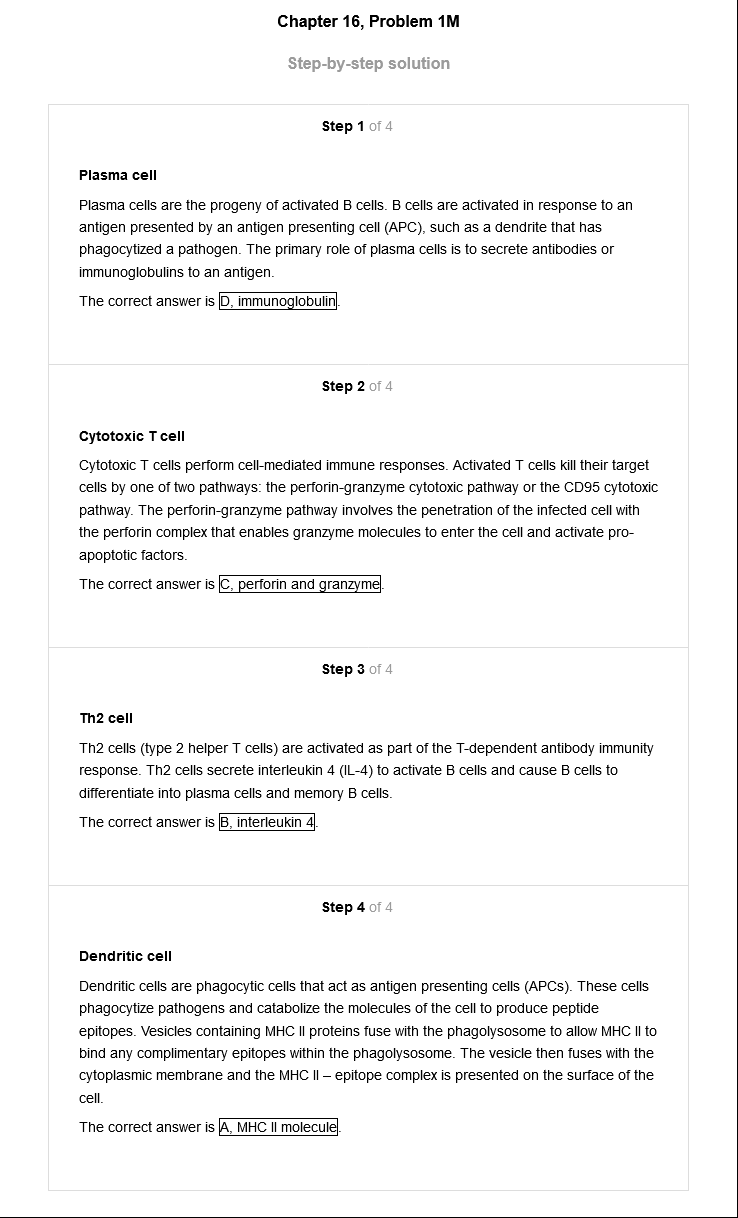 Chapter 16, Problem 1M
Step-by-step solution
Step 1 of 4
Plasma cell
Plasma cells are the progeny of activated B cells. B cells are activated in response to an
antigen presented by an antigen presenting cell (APC), such as a dendrite that has
phagocytized a pathogen. The primary role of plasma cells is to secrete antibodies or
immunoglobulins to an antigen.
The correct answer is D, immunoglobulin.
Step 2 of 4
Cytotoxic T cell
Cytotoxic T cells perform cell-mediated immune responses. Activated T cells kill their target
cells by one of two pathways: the perforin-granzyme cytotoxic pathway or the CD95 cytotoxic
pathway. The perforin-granzyme pathway involves the penetration of the infected cell with
the perforin complex that enables granzyme molecules to enter the cell and activate pro-
apoptotic factors.
The correct answer is C, perforin and granzyme.
Step 3 of 4
Th2 cell
Th2 cells (type 2 helper T cells) are activated as part of the T-dependent antibody immunity
response. Th2 cells secrete interleukin 4 (IL-4) to activate B cells and cause B cells to
differentiate into plasma cells and memory B cells.
The correct answer is B, interleukin 4.
Step 4 of 4
Dendritic cell
Dendritic cells are phagocytic cells that act as antigen presenting cells (APCs). These cells
phagocytize pathogens and catabolize the molecules of the cell to produce peptide
epitopes. Vesicles containing MHC II proteins fuse with the phagolysosome to allow MHC II to
bind any complimentary epitopes within the phagolysosome. The vesicle then fuses with the
cytoplasmic membrane and the MHC II – epitope complex is presented on the surface of the
cell.
The correct answer is A, MHC II molecule.